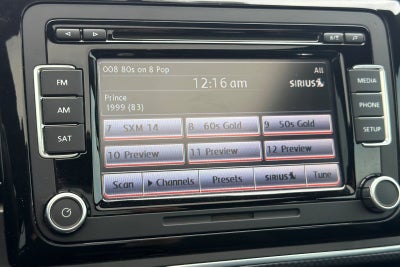 008 80s on 8 Pop All
12:16 am SIRIUS
Prince
1999 (83)
7 SXM 14 8 60s Gold 9 50s Gold
10 Preview 11 Preview 12 Preview
Scan Channels Presets SIRIUS Tune
FM
AM
SAT
MEDIA
PHONE
SETUP